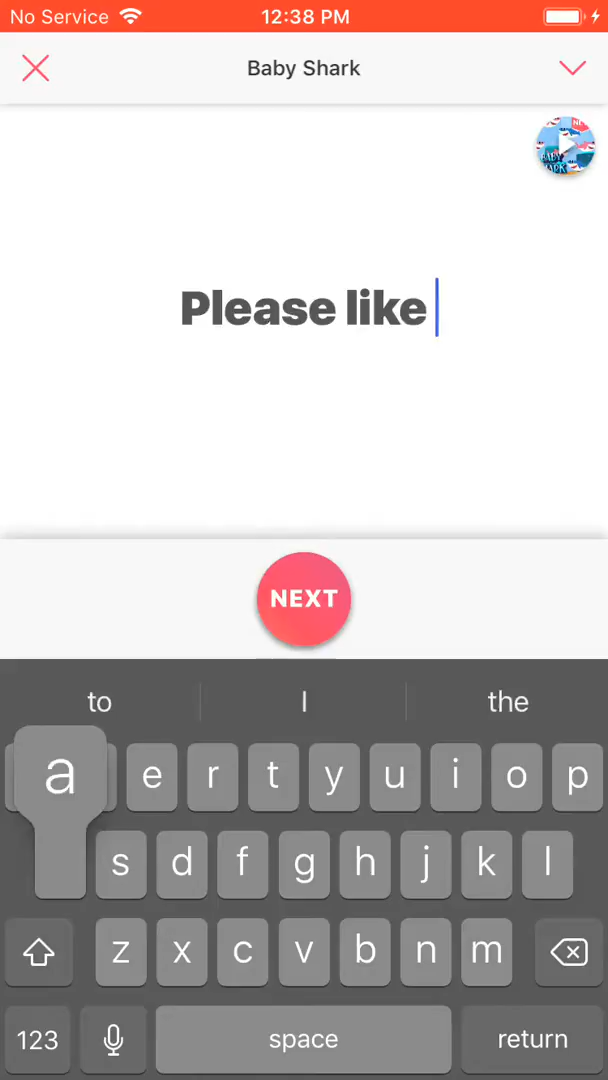 No Service 12:38 PM
Baby Shark
Please like
NEXT
to I the
a e r t y u i o p
s d f g h j k l
z x c v b n m
123 space return